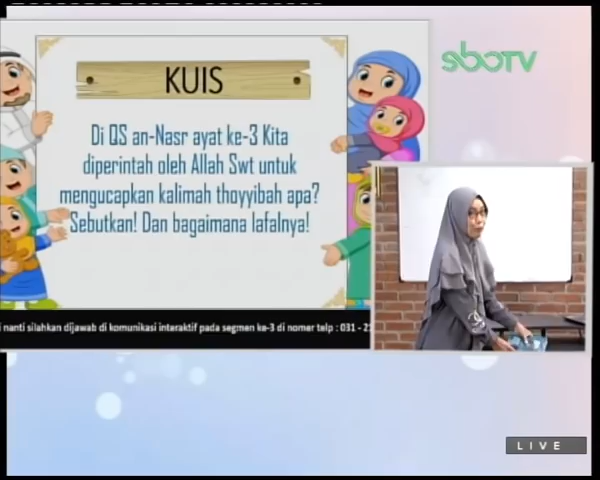 sboTV
KUIS
Di QS an-Nasr ayat ke-3 Kita
diperintah oleh Allah Swt untuk
mengucapkan kalimah thoyyibah apa?
Sebutkan! Dan bagaimana lafalnya!
nanti silahkan dijawab di komunikasi interaktif pada segmen ke-3 di nomer telp : 031 -
LIVE